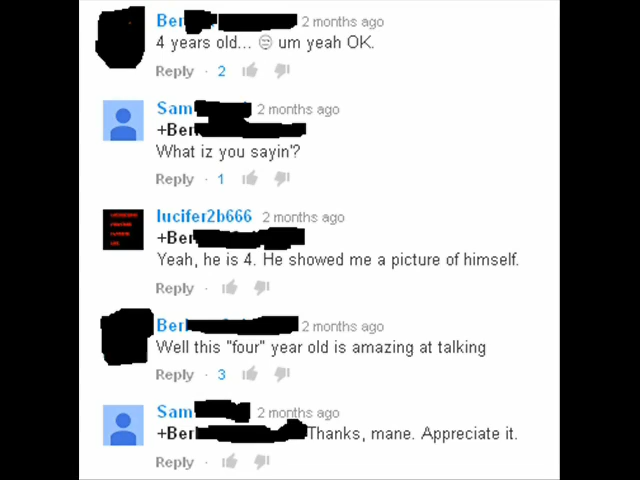 Ber 2 months ago
4 years old... 😒 um yeah OK.
Reply · 2
Sam 2 months ago
+Ber
What iz you sayin'?
Reply · 1
lucifer2b666 2 months ago
+Ber
Yeah, he is 4. He showed me a picture of himself.
Reply ·
Ber 2 months ago
Well this "four" year old is amazing at talking
Reply · 3
Sam 2 months ago
+Ber Thanks, mane. Appreciate it.
Reply ·